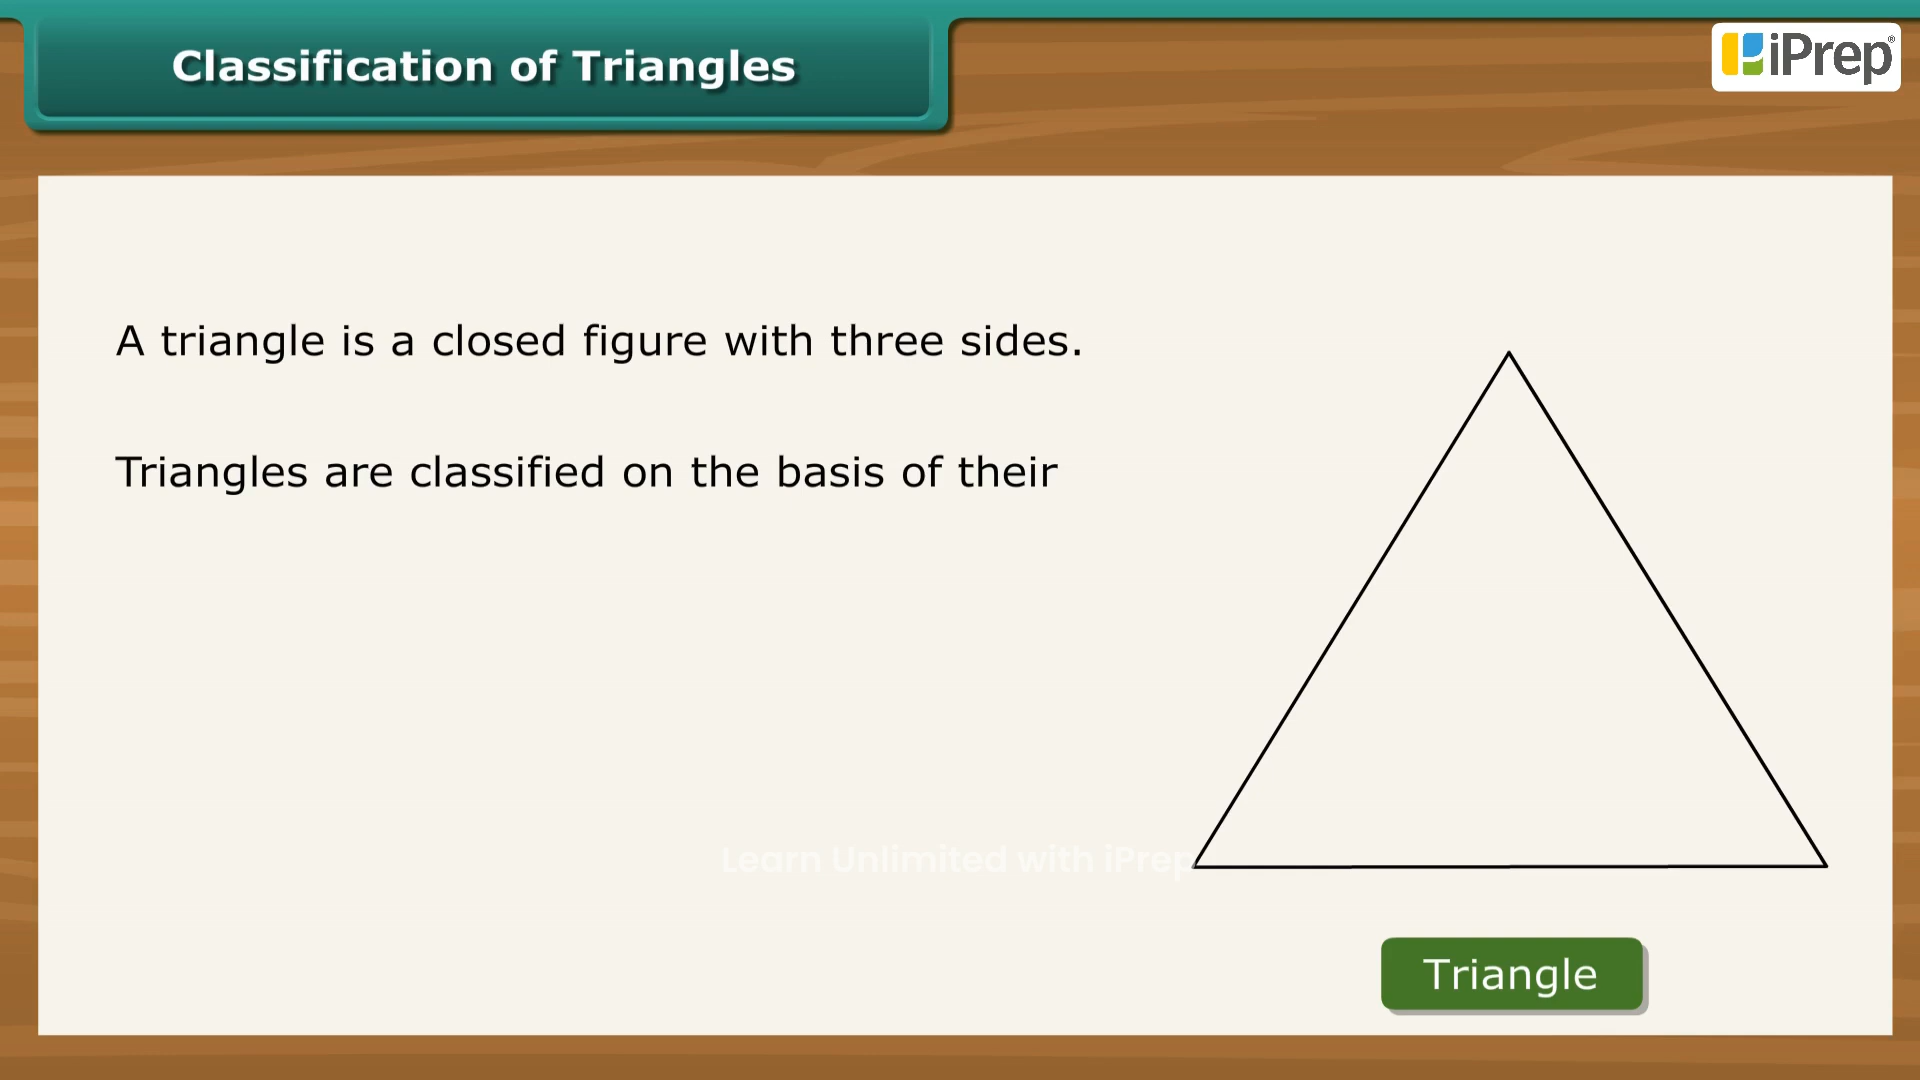 Classification of Triangles
iPrep®
A triangle is a closed figure with three sides.
Triangles are classified on the basis of their
Learn Unlimited with iPrep
Triangle